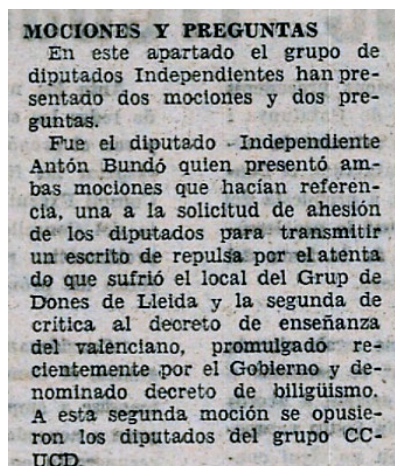 MOCIONES Y PREGUNTAS
En este apartado el grupo de
diputados Independientes han pre-
sentado dos mociones y dos pre-
guntas.
Fue el diputado Independiente
Antón Bundó quien presentó am-
bas mociones que hacían referen-
cia, una a la solicitud de ahesión
de los diputados para transmitir
un escrito de repulsa por el atenta
do que sufrió el local del Grup de
Dones de Lleida y la segunda de
crítica al decreto de enseñanza
del valenciano, promulgado re-
cientemente por el Gobierno y de-
nominado decreto de biligüismo.
A esta segunda moción se opusie-
ron los diputados del grupo CC-
UCD.